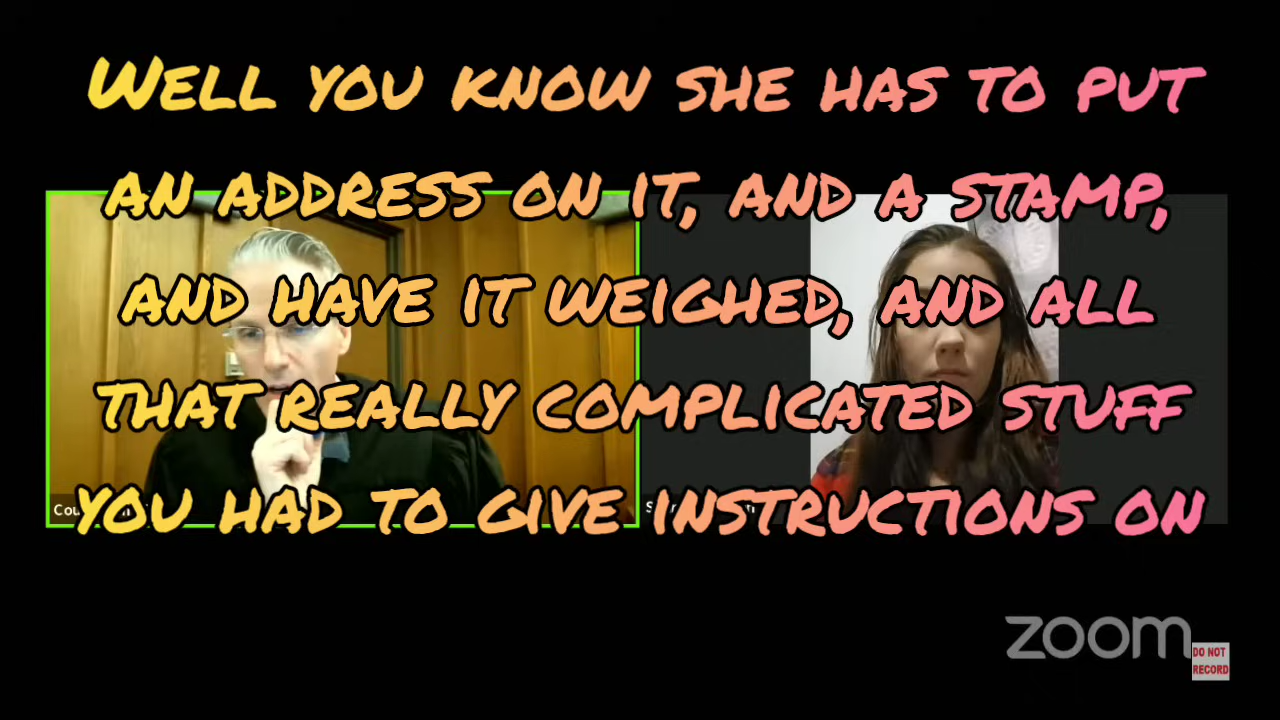 WELL YOU KNOW SHE HAS TO PUT
AN ADDRESS ON IT, AND A STAMP,
AND HAVE IT WEIGHED, AND ALL
THAT REALLY COMPLICATED STUFF
YOU HAD TO GIVE INSTRUCTIONS ON
zoom
DO NOT
RECORD